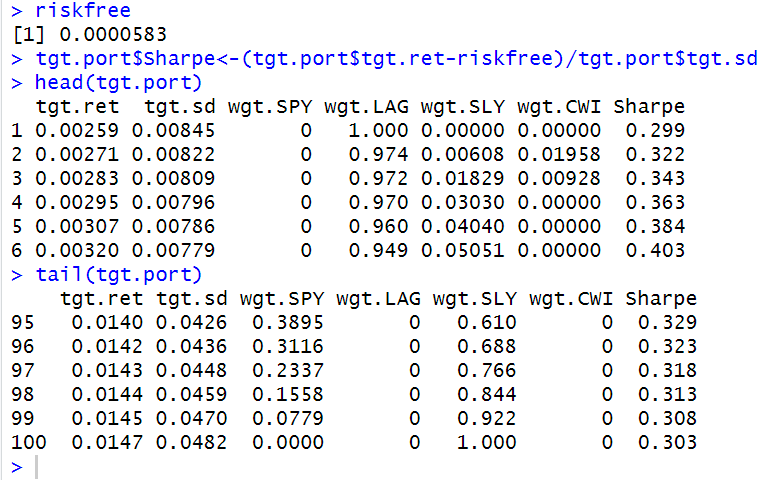 > riskfree
[1] 0.0000583
> tgt.port$Sharpe<-(tgt.port$tgt.ret-riskfree)/tgt.port$tgt.sd
> head(tgt.port)
  tgt.ret  tgt.sd wgt.SPY wgt.LAG wgt.SLY wgt.CWI Sharpe
1 0.00259 0.00845       0   1.000 0.00000 0.00000  0.299
2 0.00271 0.00822       0   0.974 0.00608 0.01958  0.322
3 0.00283 0.00809       0   0.972 0.01829 0.00928  0.343
4 0.00295 0.00796       0   0.970 0.03030 0.00000  0.363
5 0.00307 0.00786       0   0.960 0.04040 0.00000  0.384
6 0.00320 0.00779       0   0.949 0.05051 0.00000  0.403
> tail(tgt.port)
    tgt.ret tgt.sd wgt.SPY wgt.LAG wgt.SLY wgt.CWI Sharpe
95   0.0140 0.0426  0.3895       0   0.610       0  0.329
96   0.0142 0.0436  0.3116       0   0.688       0  0.323
97   0.0143 0.0448  0.2337       0   0.766       0  0.318
98   0.0144 0.0459  0.1558       0   0.844       0  0.313
99   0.0145 0.0470  0.0779       0   0.922       0  0.308
100  0.0147 0.0482  0.0000       0   1.000       0  0.303
>